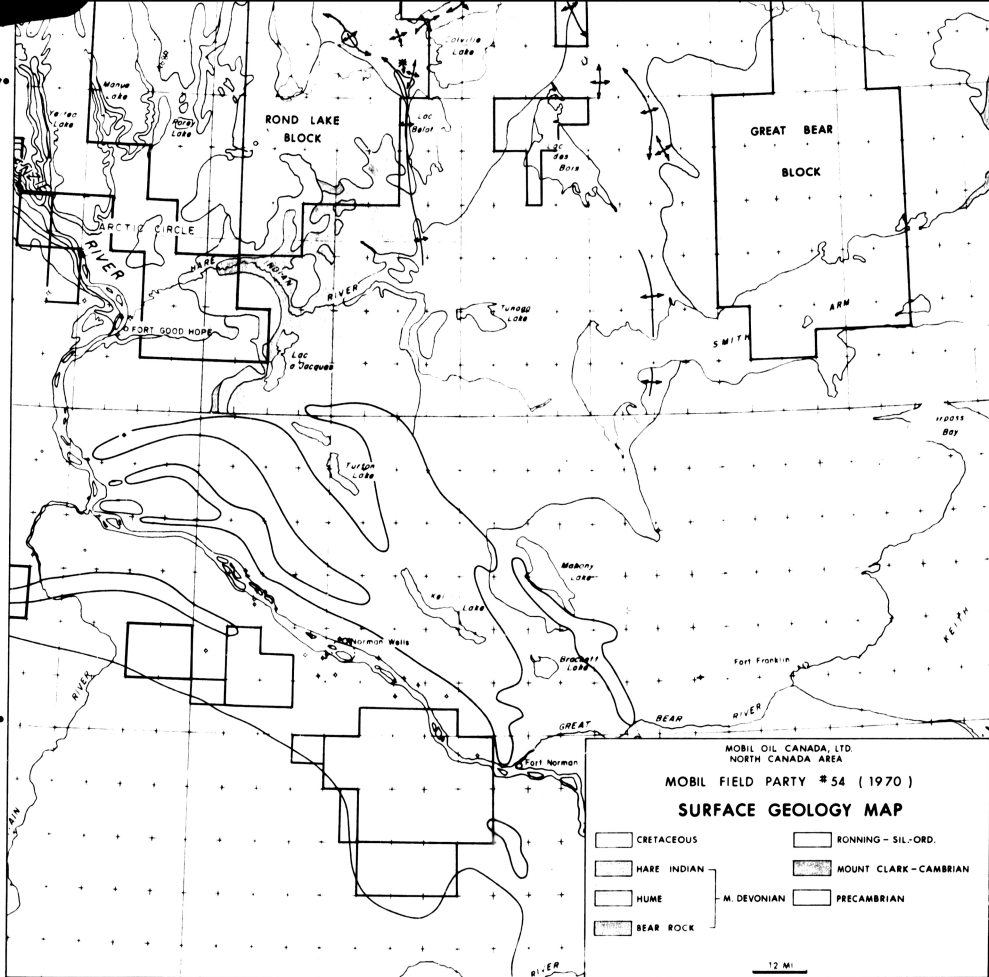 Colville
Lake
Manue
Lake
Yeltea
Lake
Rorey
Lake
ROND LAKE
BLOCK
Lac
Belot
Lac
des
Bois
GREAT BEAR
BLOCK
ARCTIC CIRCLE
RIVER
HARE
INDIAN
RIVER
Tunago
Lake
FORT GOOD HOPE
Lac
a Jacques
SMITH
ARM
Bay
Turton
Lake
Mahony
Lake
Lake
KEITH
Norman Wells
Brackett
Lake
Fort Franklin
RIVER
GREAT
BEAR
RIVER
Fort Norman
RIVER
MOBIL OIL CANADA, LTD.
NORTH CANADA AREA
MOBIL FIELD PARTY #54 (1970)
SURFACE GEOLOGY MAP
CRETACEOUS
RONNING - SIL.-ORD.
HARE INDIAN
MOUNT CLARK - CAMBRIAN
HUME
M. DEVONIAN
PRECAMBRIAN
BEAR ROCK
12 MI